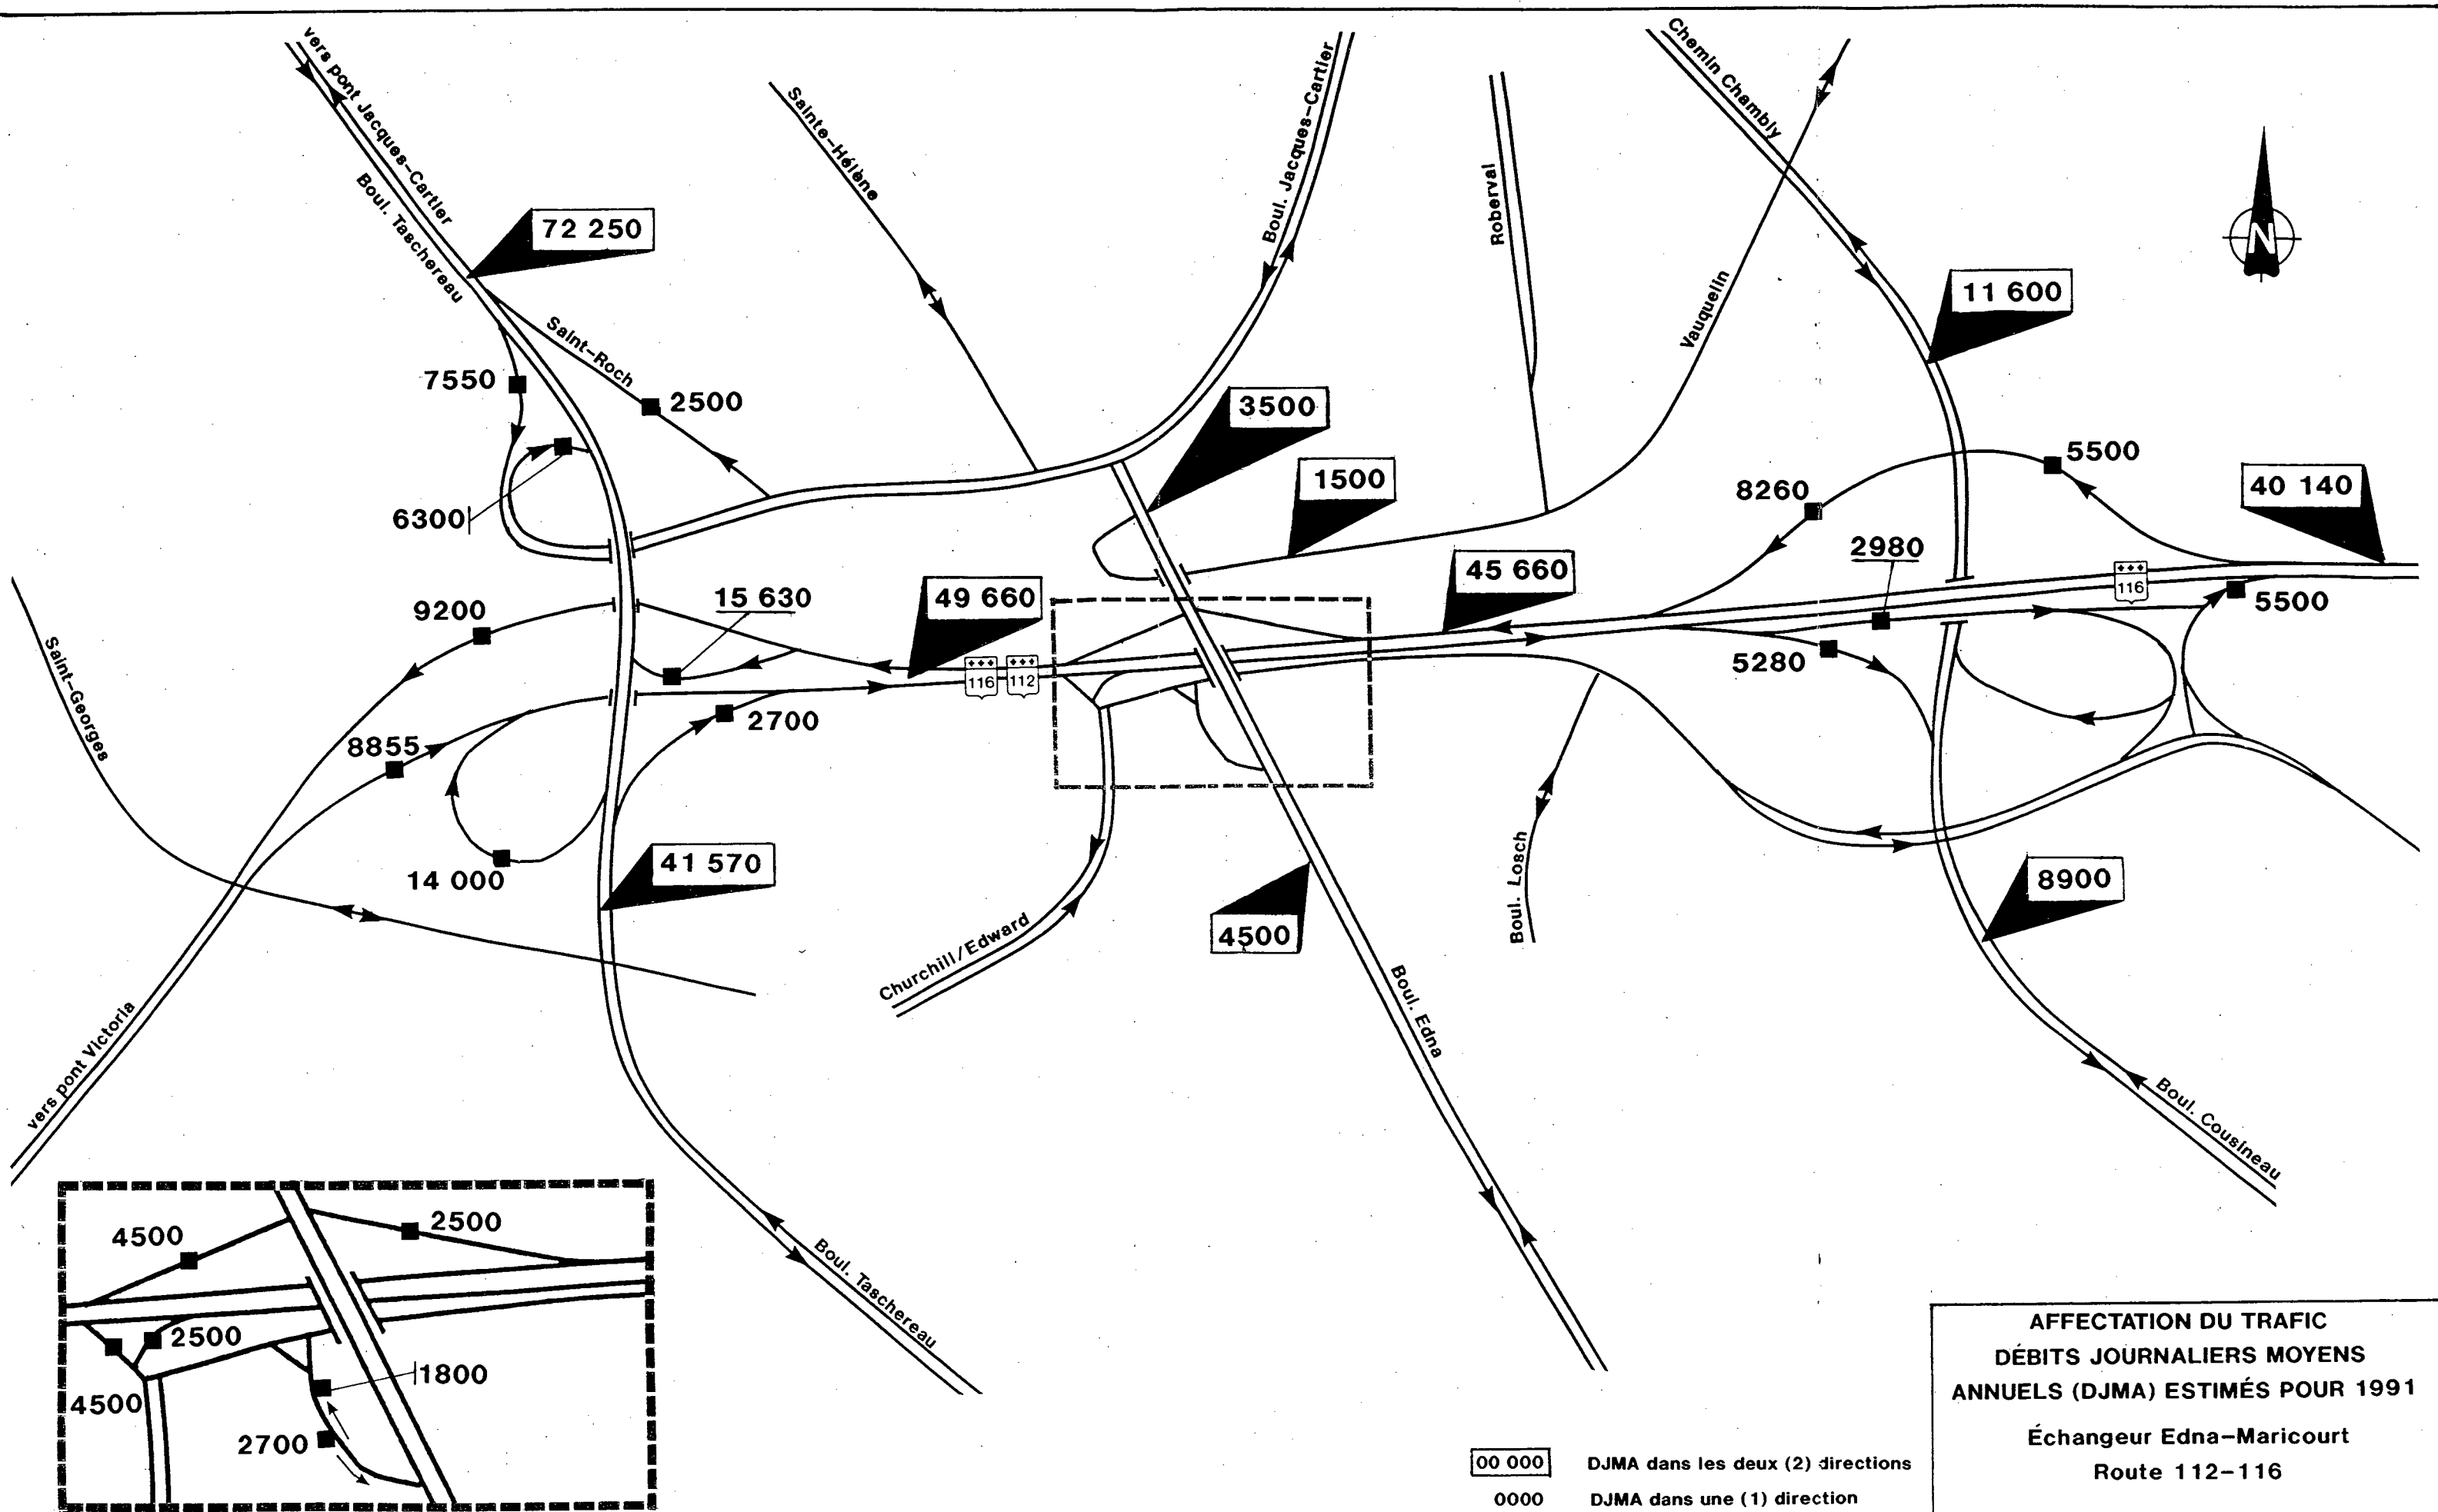 vers pont Jacques-Cartier
Boul. Taschereau
72 250
Saint-Roch
7550
2500
6300
Sainte-Hélène
Boul. Jacques-Cartier
Roberval
Vauquelin
Chemin Chambly
N
11 600
3500
1500
5500
8260
40 140
2980
116
5500
45 660
5280
49 660
15 630
116
112
9200
2700
8855
14 000
41 570
Saint-Georges
vers pont Victoria
Churchill/Edward
4500
Boul. Losch
Boul. Edna
8900
Boul. Cousineau
Boul. Taschereau
4500
2500
2500
4500
1800
2700
00 000 DJMA dans les deux (2) directions
0000 DJMA dans une (1) direction
AFFECTATION DU TRAFIC
DÉBITS JOURNALIERS MOYENS
ANNUELS (DJMA) ESTIMÉS POUR 1991
Échangeur Edna-Maricourt
Route 112-116